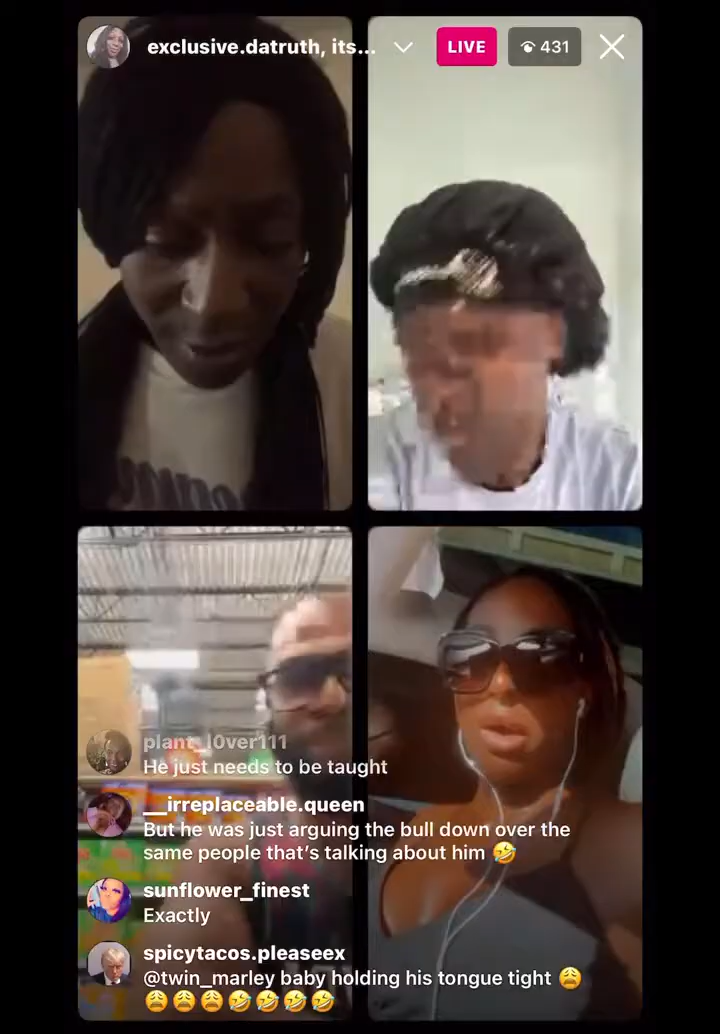 exclusive.datruth, its...
LIVE
431
plant_l0ver111
He just needs to be taught
__irreplaceable.queen
But he was just arguing the bull down over the
same people that's talking about him 🤣
sunflower_finest
Exactly
spicytacos.pleaseex
@twin_marley baby holding his tongue tight 😩
😩😩😩🤣🤣🤣🤣